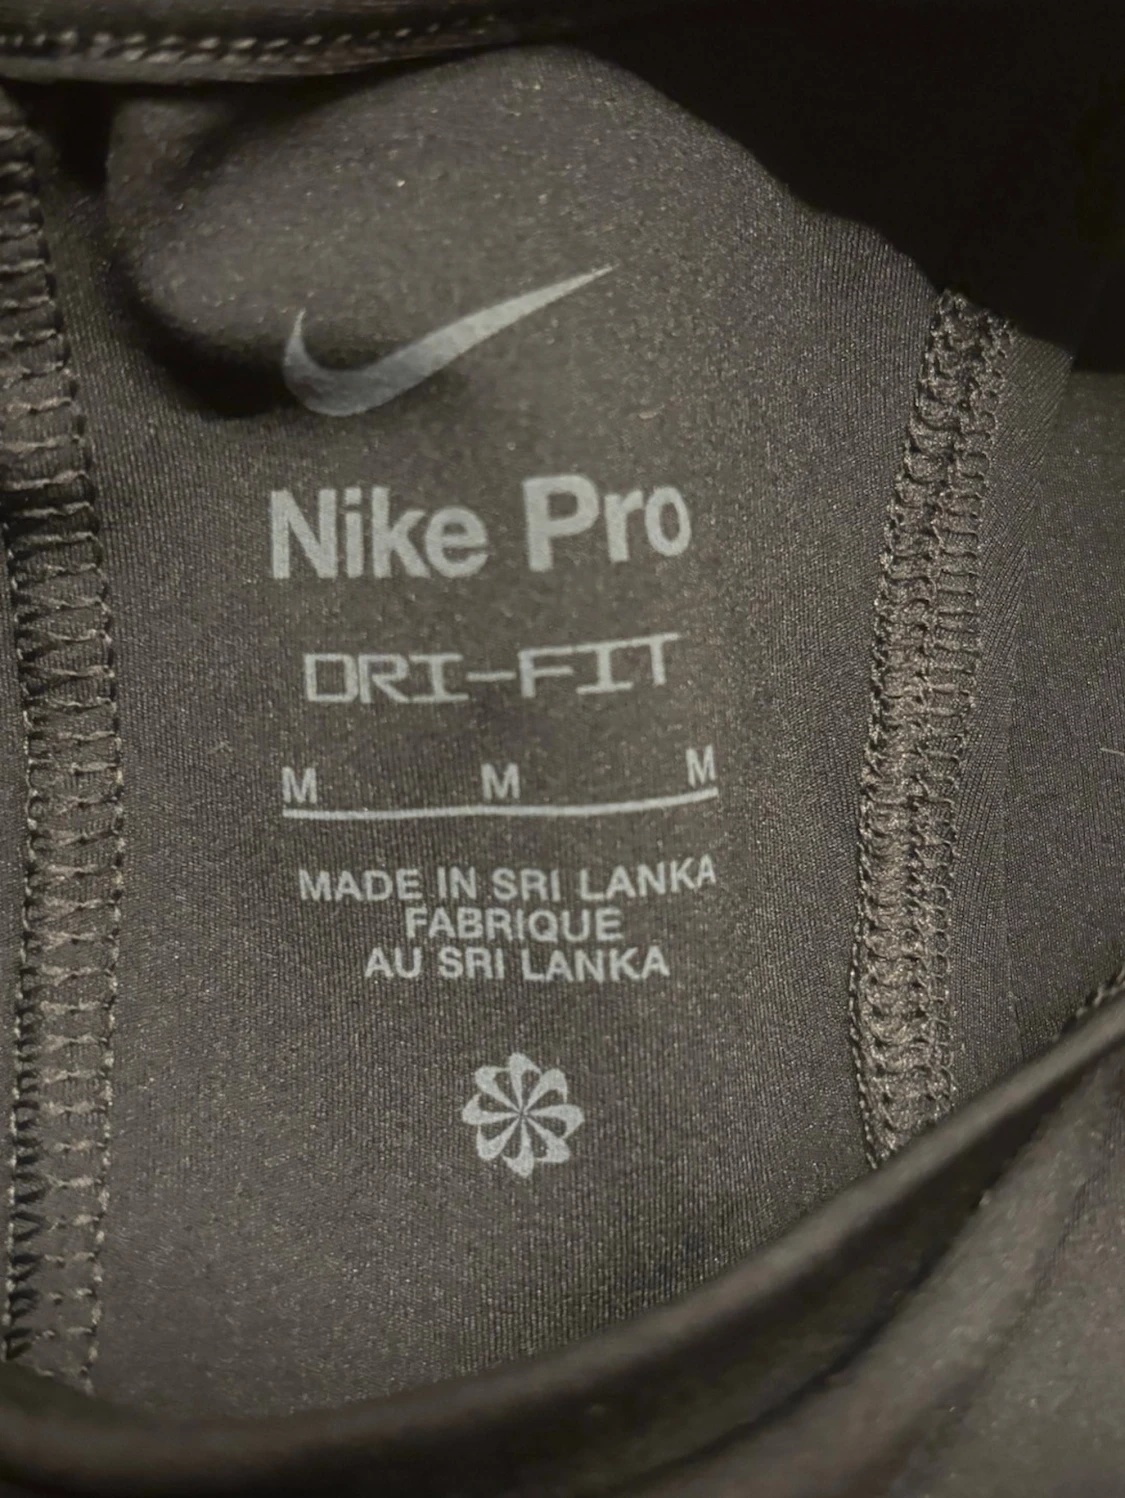 Nike Pro
DRI-FIT
M M M
MADE IN SRI LANKA
FABRIQUE
AU SRI LANKA